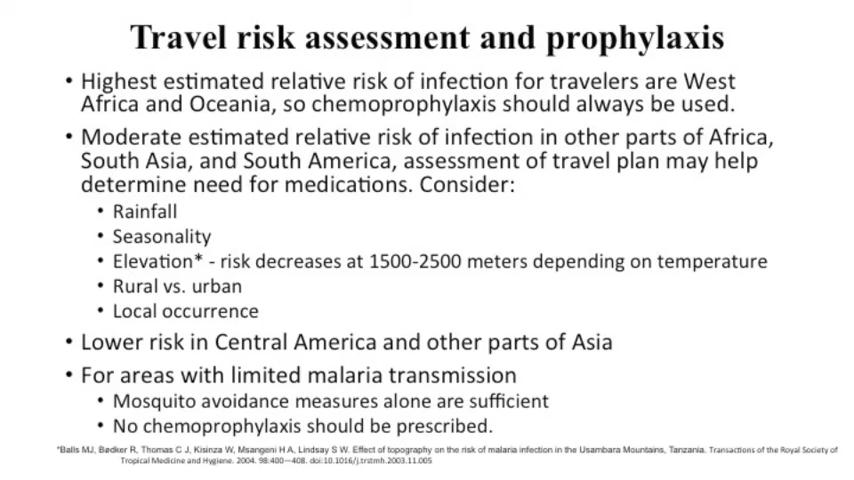 Travel risk assessment and prophylaxis
• Highest estimated relative risk of infection for travelers are West
Africa and Oceania, so chemoprophylaxis should always be used.
• Moderate estimated relative risk of infection in other parts of Africa,
South Asia, and South America, assessment of travel plan may help
determine need for medications. Consider:
• Rainfall
• Seasonality
• Elevation* - risk decreases at 1500-2500 meters depending on temperature
• Rural vs. urban
• Local occurrence
• Lower risk in Central America and other parts of Asia
• For areas with limited malaria transmission
• Mosquito avoidance measures alone are sufficient
• No chemoprophylaxis should be prescribed.
*Balls MJ, Bødker R, Thomas C J, Kisinza W, Msangeni H A, Lindsay S W. Effect of topography on the risk of malaria infection in the Usambara Mountains, Tanzania. Transactions of the Royal Society of
Tropical Medicine and Hygiene. 2004. 98:400—408. doi:10.1016/j.trstmh.2003.11.005